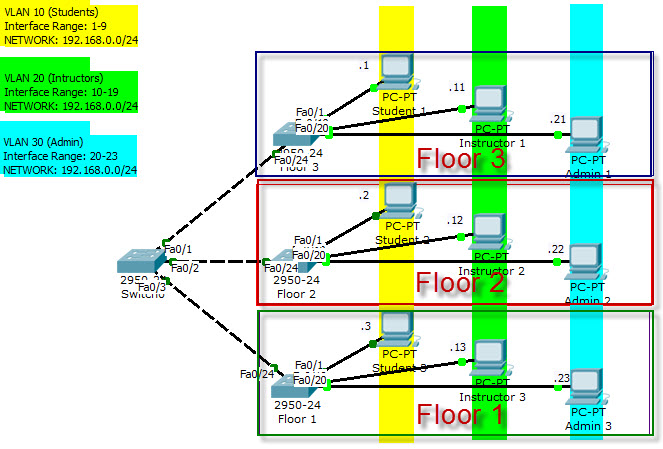 VLAN 10 (Students)
Interface Range: 1-9
NETWORK: 192.168.0.0/24
VLAN 20 (Intructors)
Interface Range: 10-19
NETWORK: 192.168.0.0/24
VLAN 30 (Admin)
Interface Range: 20-23
NETWORK: 192.168.0.0/24
.1
PC-PT
Student 1
.11
PC-PT
Instructor 1
.21
PC-PT
Admin 1
Fa0/1
Fa0/20
Fa0/24
2950-24
Floor 3
Floor 3
.2
PC-PT
Student 2
.12
PC-PT
Instructor 2
.22
PC-PT
Admin 2
Fa0/1
Fa0/20
Fa0/24
2950-24
Floor 2
Floor 2
Fa0/1
Fa0/2
Fa0/3
Switch0
.3
PC-PT
Student 3
.13
PC-PT
Instructor 3
.23
PC-PT
Admin 3
Fa0/1
Fa0/20
Fa0/24
2950-24
Floor 1
Floor 1